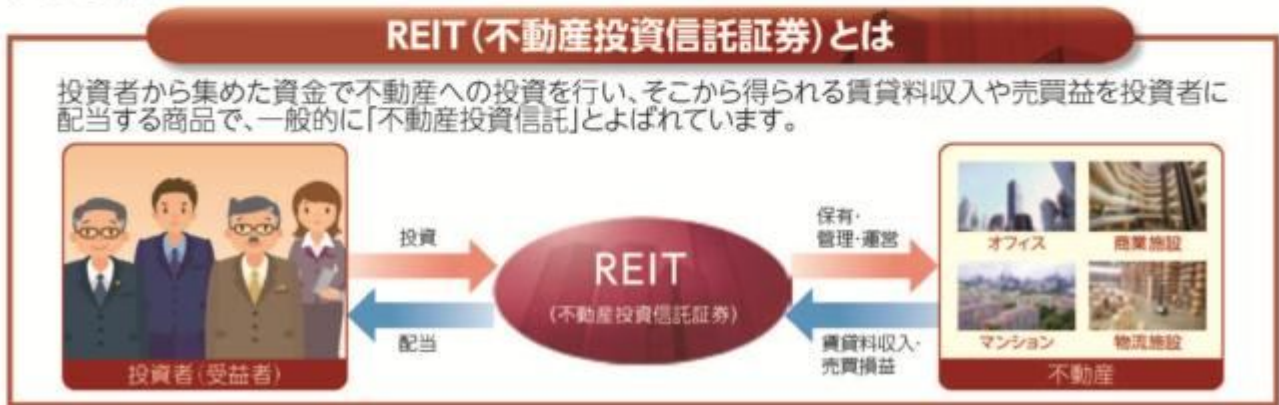 REIT(不動産投資信託証券)とは
投資者から集めた資金で不動産への投資を行い、そこから得られる賃貸料収入や売買益を投資者に
配当する商品で、一般的に「不動産投資信託」とよばれています。
投資者(受益者)
投資
配当
REIT
(不動産投資信託証券)
保有・
管理・運営
賃貸料収入・
売買損益
オフィス
商業施設
マンション
物流施設
不動産